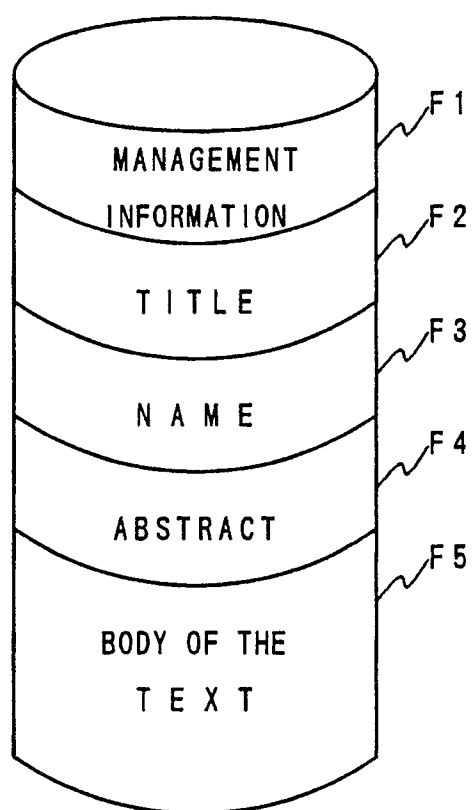 F1
MANAGEMENT
INFORMATION
F2
TITLE
F3
NAME
F4
ABSTRACT
F5
BODY OF THE
TEXT